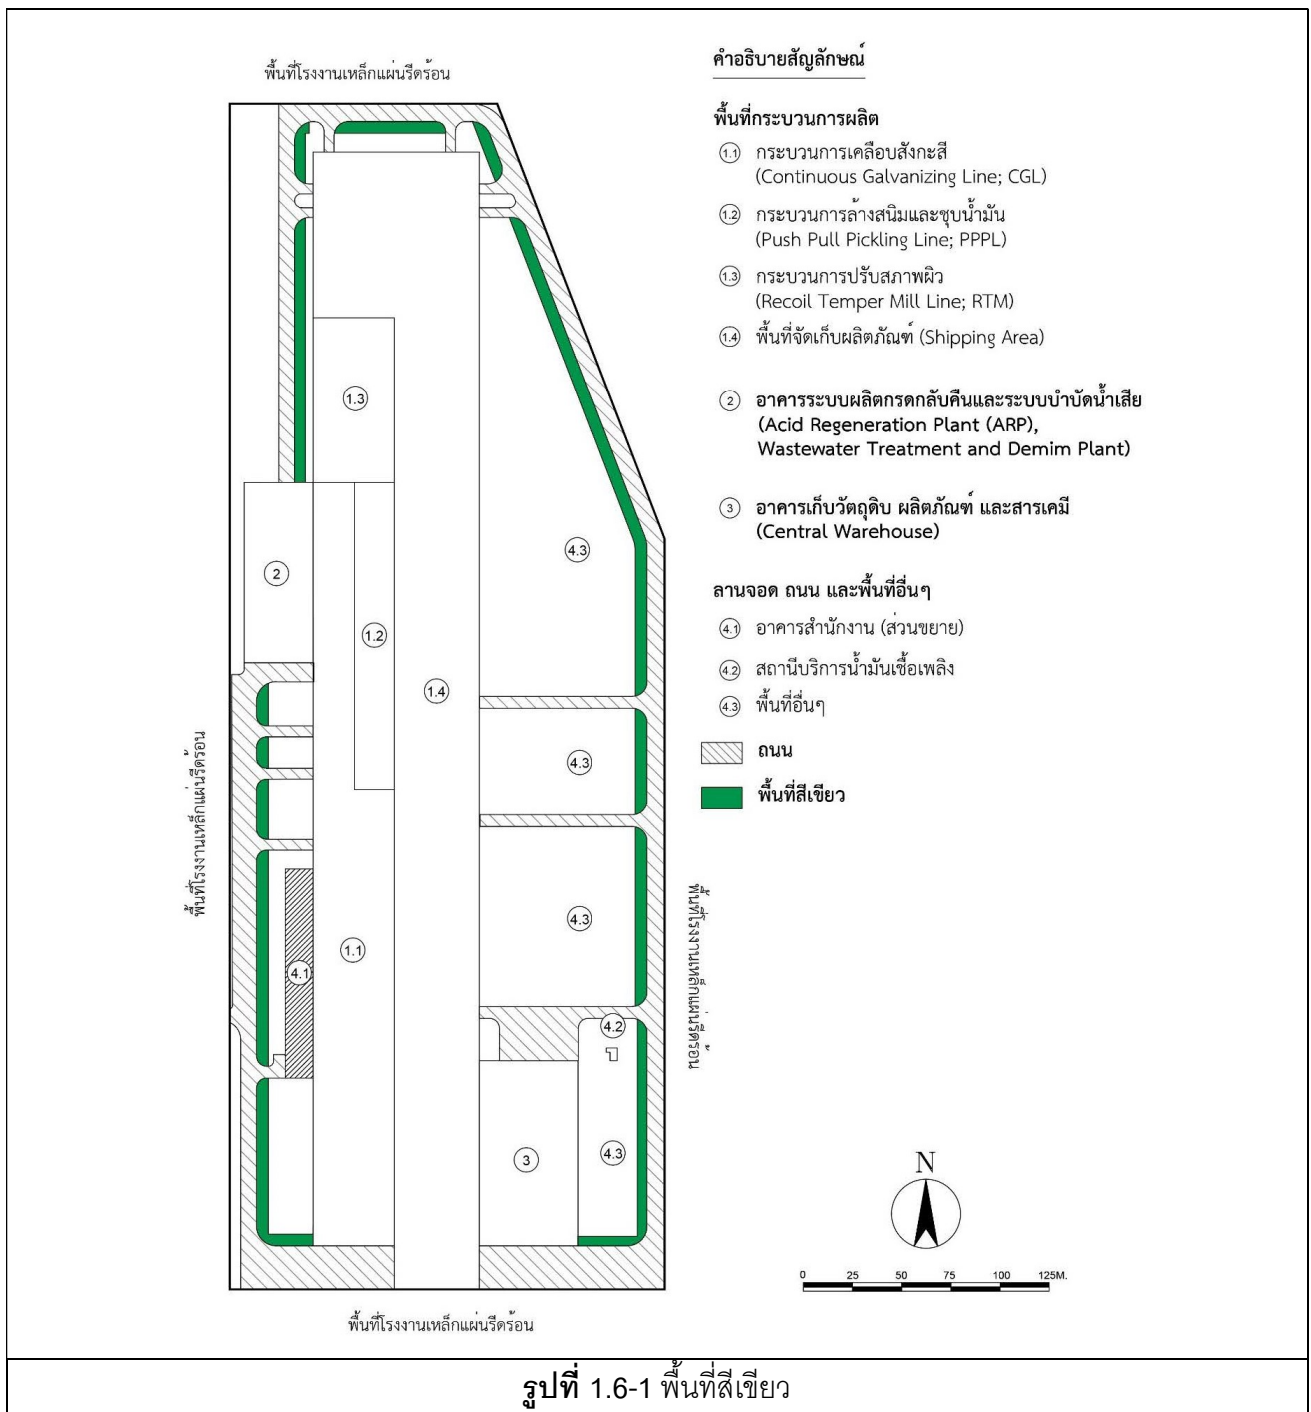 พื้นที่โรงงานเหล็กแผ่นรีดร้อน
คำอธิบายสัญลักษณ์
พื้นที่กระบวนการผลิต
1.1 กระบวนการเคลือบสังกะสี
(Continuous Galvanizing Line; CGL)
1.2 กระบวนการล้างสนิมและชุบน้ำมัน
(Push Pull Pickling Line; PPPL)
1.3 กระบวนการปรับสภาพผิว
(Recoil Temper Mill Line; RTM)
1.4 พื้นที่จัดเก็บผลิตภัณฑ์ (Shipping Area)
2 อาคารระบบผลิตกรดกลับคืนและระบบบำบัดน้ำเสีย
(Acid Regeneration Plant (ARP),
Wastewater Treatment and Demim Plant)
3 อาคารเก็บวัตถุดิบ ผลิตภัณฑ์ และสารเคมี
(Central Warehouse)
ลานจอด ถนน และพื้นที่อื่นๆ
4.1 อาคารสำนักงาน (ส่วนขยาย)
4.2 สถานีบริการน้ำมันเชื้อเพลิง
4.3 พื้นที่อื่นๆ
ถนน
พื้นที่สีเขียว
1.3
4.3
2
1.2
1.4
4.3
พื้นที่โรงงานเหล็กแผ่นรีดร้อน
4.3
1.1
4.1
พื้นที่โรงงานเหล็กแผ่นรีดร้อน
4.2
4.3
3
N
0 25 50 75 100 125M.
พื้นที่โรงงานเหล็กแผ่นรีดร้อน
รูปที่ 1.6-1 พื้นที่สีเขียว